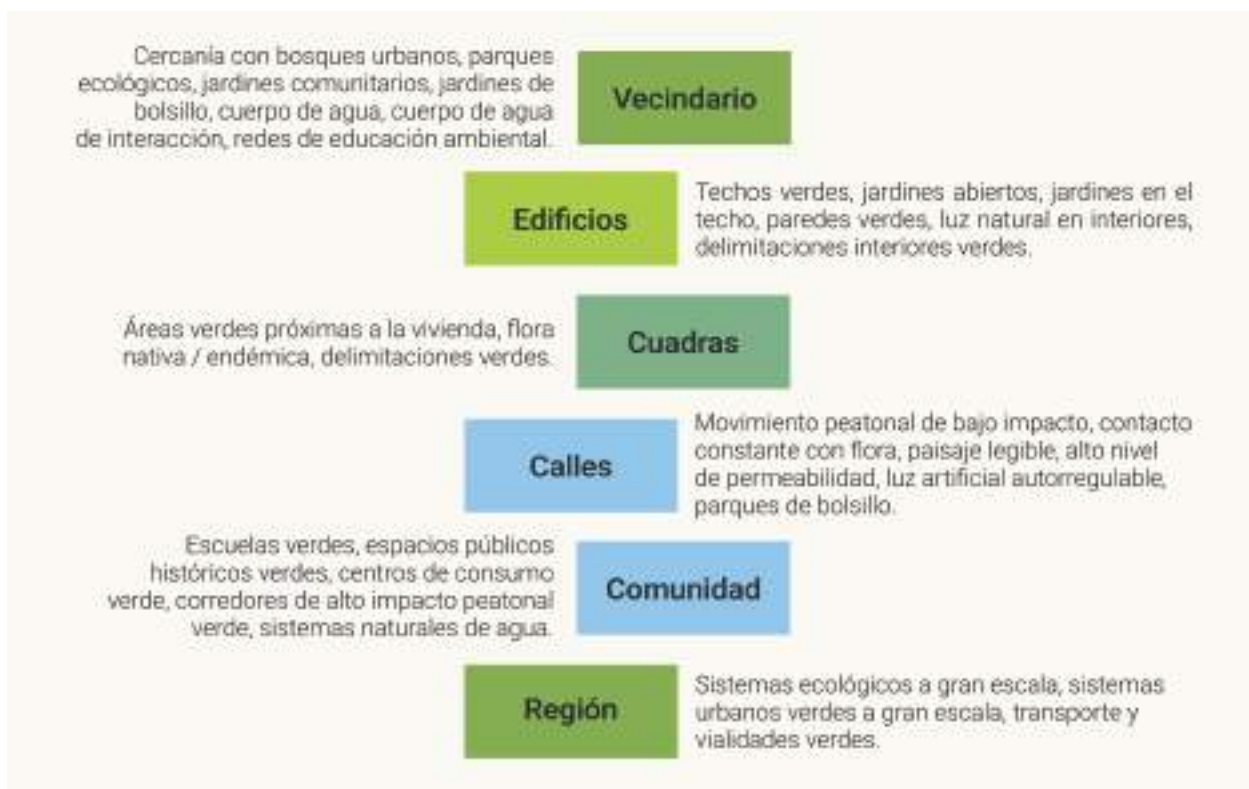 Cercanía con bosques urbanos, parques
ecológicos, jardines comunitarios, jardines de
bolsillo, cuerpo de agua, cuerpo de agua
de interacción, redes de educación ambiental.
Vecindario
Edificios
Techos verdes, jardines abiertos, jardines en el
techo, paredes verdes, luz natural en interiores,
delimitaciones interiores verdes.
Áreas verdes próximas a la vivienda, flora
nativa / endémica, delimitaciones verdes.
Cuadras
Calles
Movimiento peatonal de bajo impacto, contacto
constante con flora, paisaje legible, alto nivel
de permeabilidad, luz artificial autorregulable,
parques de bolsillo.
Escuelas verdes, espacios públicos
históricos verdes, centros de consumo
verde, corredores de alto impacto peatonal
verde, sistemas naturales de agua.
Comunidad
Región
Sistemas ecológicos a gran escala, sistemas
urbanos verdes a gran escala, transporte y
vialidades verdes.